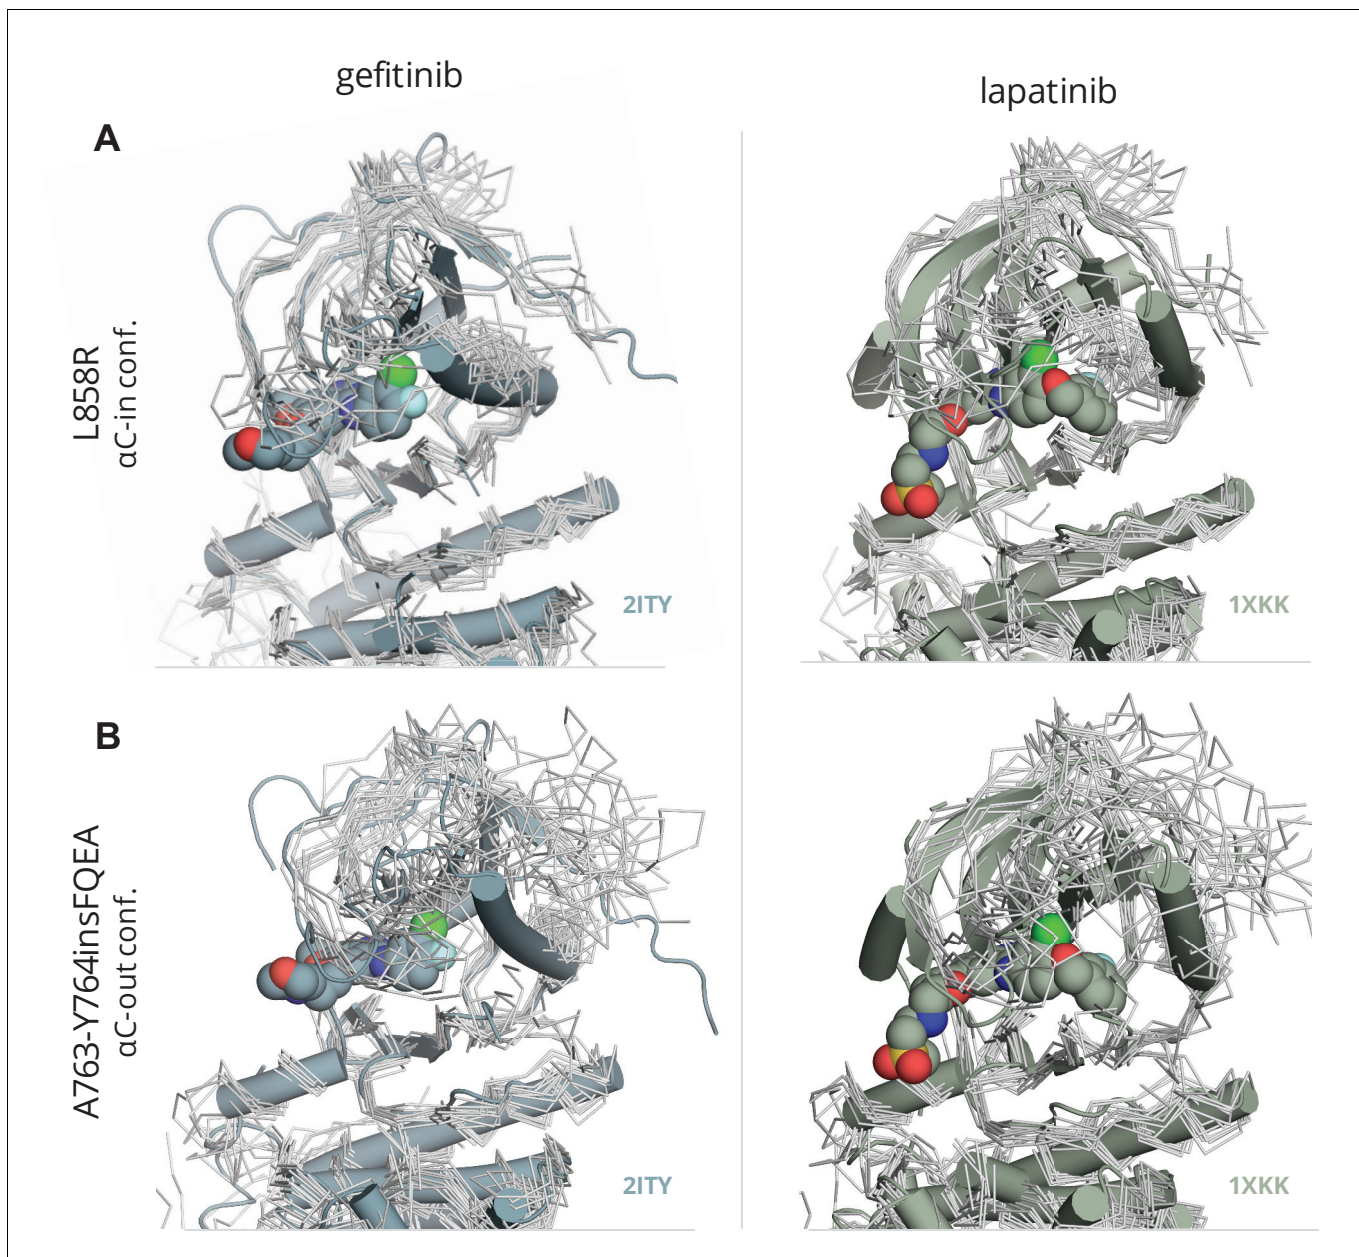 gefitinib
lapatinib
A
L858R
αC-in conf.
2ITY
1XKK
B
A763-Y764insFQEA
αC-out conf.
2ITY
1XKK